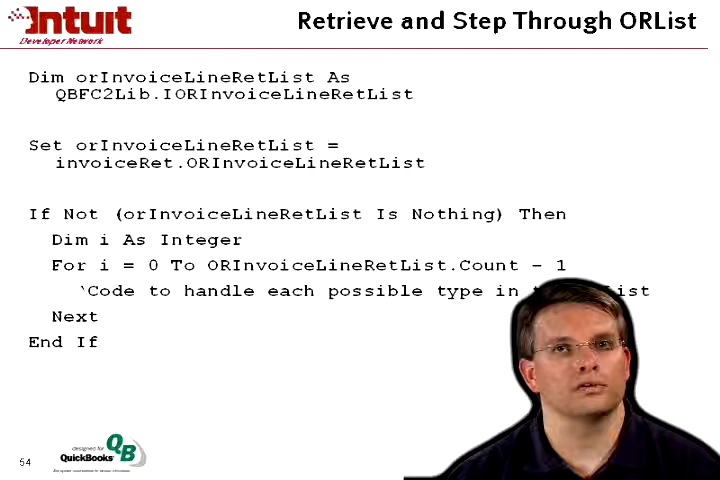 intuit
Developer Network
Retrieve and Step Through ORList
Dim orInvoiceLineRetList As
QBFC2Lib.IORInvoiceLineRetList
Set orInvoiceLineRetList =
invoiceRet.ORInvoiceLineRetList
If Not (orInvoiceLineRetList Is Nothing) Then
Dim i As Integer
For i = 0 To ORInvoiceLineRetList.Count – 1
‘Code to handle each possible type in
Next
End If
54
designed for
QuickBooks
QB